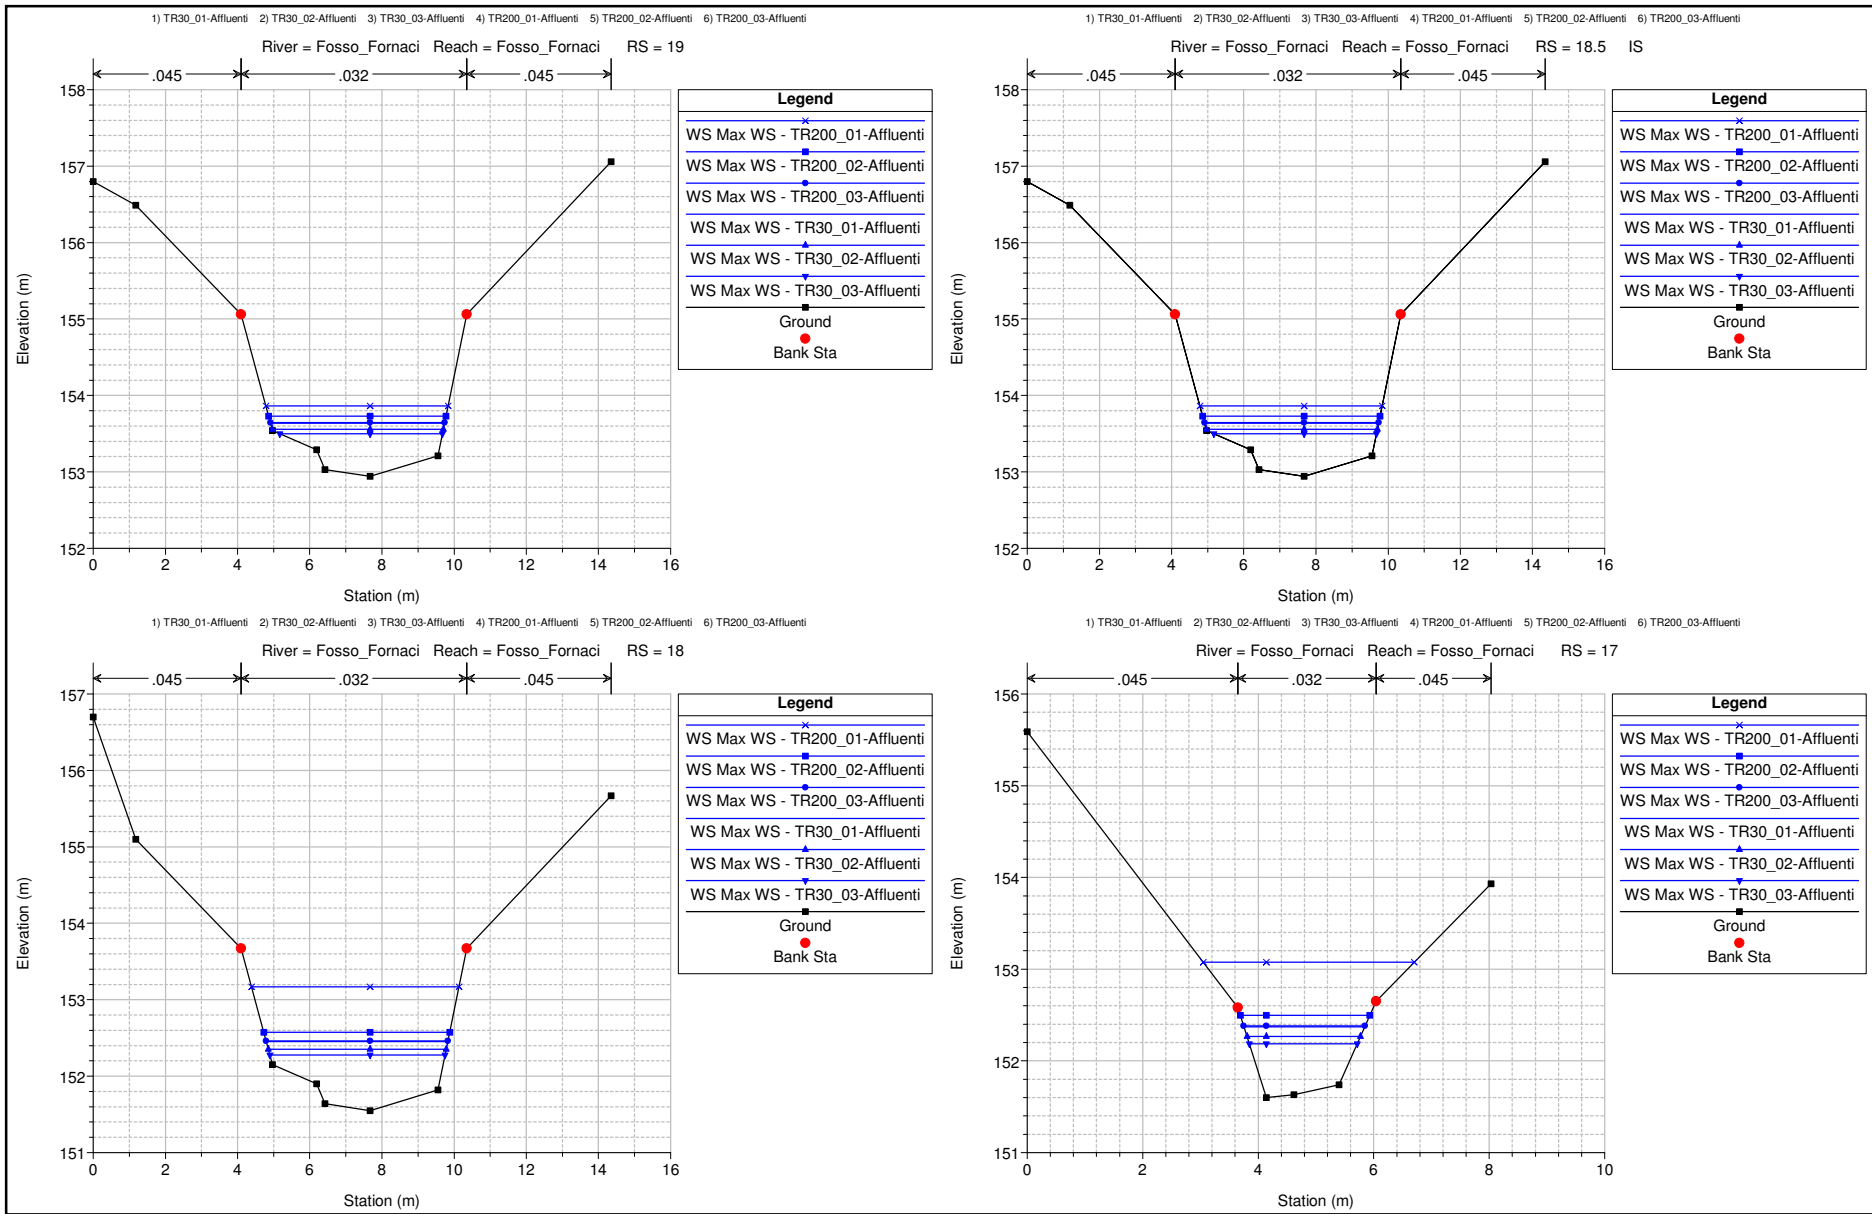 1) TR30_01-Affluenti 2) TR30_02-Affluenti 3) TR30_03-Affluenti 4) TR200_01-Affluenti 5) TR200_02-Affluenti 6) TR200_03-Affluenti
River = Fosso_Fornaci Reach = Fosso_Fornaci RS = 19
.045 .032 .045
158
157
156
155
154
153
152
0 2 4 6 8 10 12 14 16
Elevation (m)
Station (m)
Legend
WS Max WS - TR200_01-Affluenti
WS Max WS - TR200_02-Affluenti
WS Max WS - TR200_03-Affluenti
WS Max WS - TR30_01-Affluenti
WS Max WS - TR30_02-Affluenti
WS Max WS - TR30_03-Affluenti
Ground
Bank Sta
1) TR30_01-Affluenti 2) TR30_02-Affluenti 3) TR30_03-Affluenti 4) TR200_01-Affluenti 5) TR200_02-Affluenti 6) TR200_03-Affluenti
River = Fosso_Fornaci Reach = Fosso_Fornaci RS = 18.5 IS
.045 .032 .045
158
157
156
155
154
153
152
0 2 4 6 8 10 12 14 16
Elevation (m)
Station (m)
Legend
WS Max WS - TR200_01-Affluenti
WS Max WS - TR200_02-Affluenti
WS Max WS - TR200_03-Affluenti
WS Max WS - TR30_01-Affluenti
WS Max WS - TR30_02-Affluenti
WS Max WS - TR30_03-Affluenti
Ground
Bank Sta
1) TR30_01-Affluenti 2) TR30_02-Affluenti 3) TR30_03-Affluenti 4) TR200_01-Affluenti 5) TR200_02-Affluenti 6) TR200_03-Affluenti
River = Fosso_Fornaci Reach = Fosso_Fornaci RS = 18
.045 .032 .045
157
156
155
154
153
152
151
0 2 4 6 8 10 12 14 16
Elevation (m)
Station (m)
Legend
WS Max WS - TR200_01-Affluenti
WS Max WS - TR200_02-Affluenti
WS Max WS - TR200_03-Affluenti
WS Max WS - TR30_01-Affluenti
WS Max WS - TR30_02-Affluenti
WS Max WS - TR30_03-Affluenti
Ground
Bank Sta
1) TR30_01-Affluenti 2) TR30_02-Affluenti 3) TR30_03-Affluenti 4) TR200_01-Affluenti 5) TR200_02-Affluenti 6) TR200_03-Affluenti
River = Fosso_Fornaci Reach = Fosso_Fornaci RS = 17
.045 .032 .045
156
155
154
153
152
151
0 2 4 6 8 10
Elevation (m)
Station (m)
Legend
WS Max WS - TR200_01-Affluenti
WS Max WS - TR200_02-Affluenti
WS Max WS - TR200_03-Affluenti
WS Max WS - TR30_01-Affluenti
WS Max WS - TR30_02-Affluenti
WS Max WS - TR30_03-Affluenti
Ground
Bank Sta